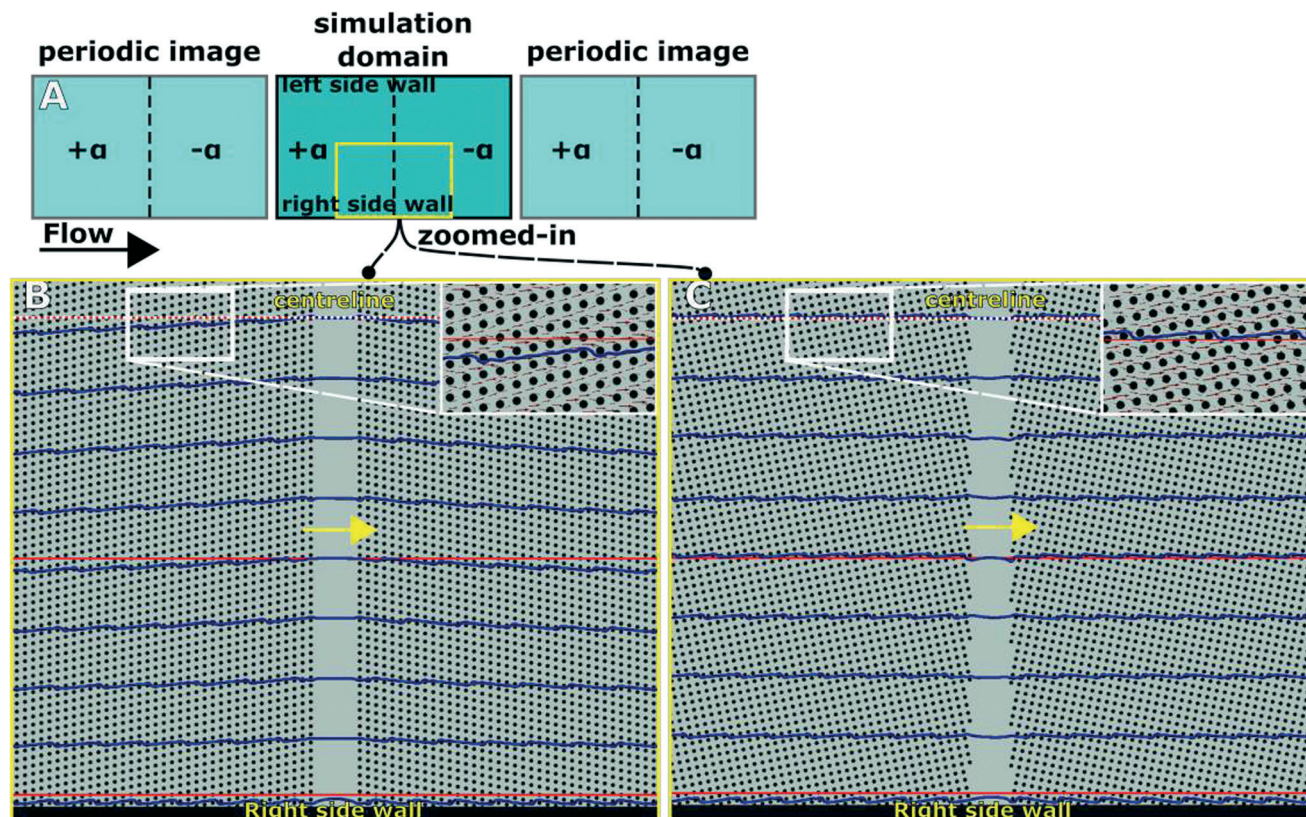 simulation
periodic image domain periodic image
A left side wall
+α -α +α -α +α -α
right side wall
Flow zoomed-in
B centreline C centreline
Right side wall Right side wall